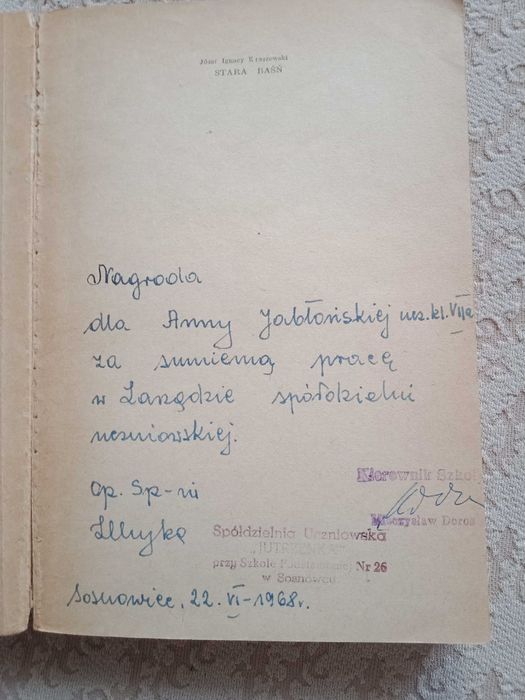 Józef Ignacy Kraszewski
STARA BAŚŃ
Nagroda
dla Anny Jabłońskiej ucz. kl. VIIa
za sumienną pracę
w Zarządzie spółdzielni
uczniowskiej.
Kierownik Szkoły
op. Sp-ni
Mieczysław Doros
Spółdzielnia Uczniowska
„JUTRZENKA"
przy Szkole Podstawowej Nr 26
w Sosnowcu
Sosnowiec, 22.VI-1968r.